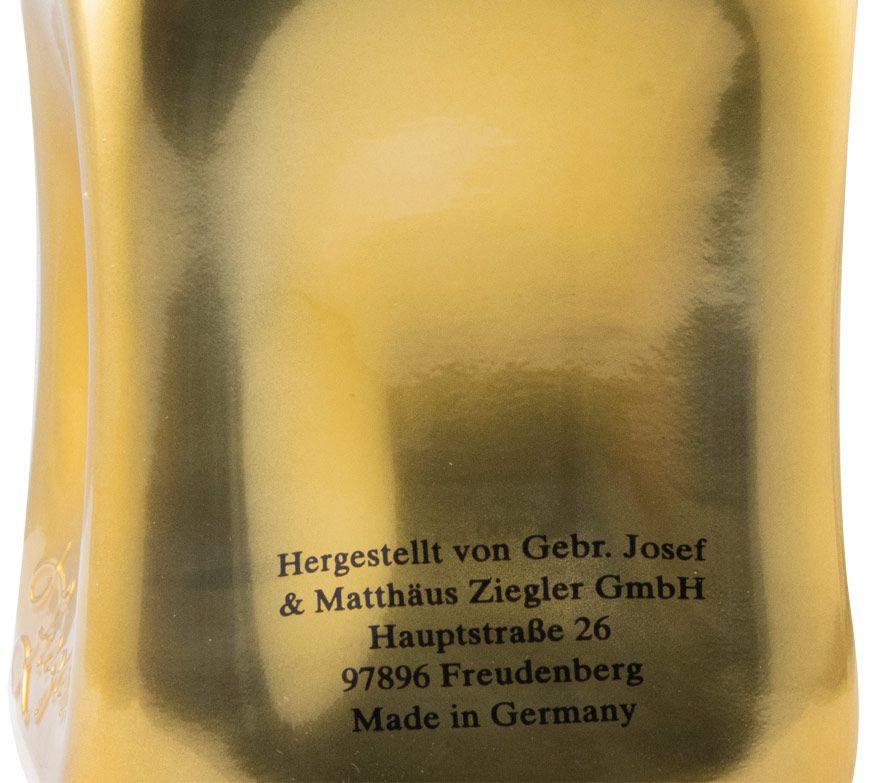 Hergestellt von Gebr. Josef
& Matthäus Ziegler GmbH
Hauptstraße 26
97896 Freudenberg
Made in Germany